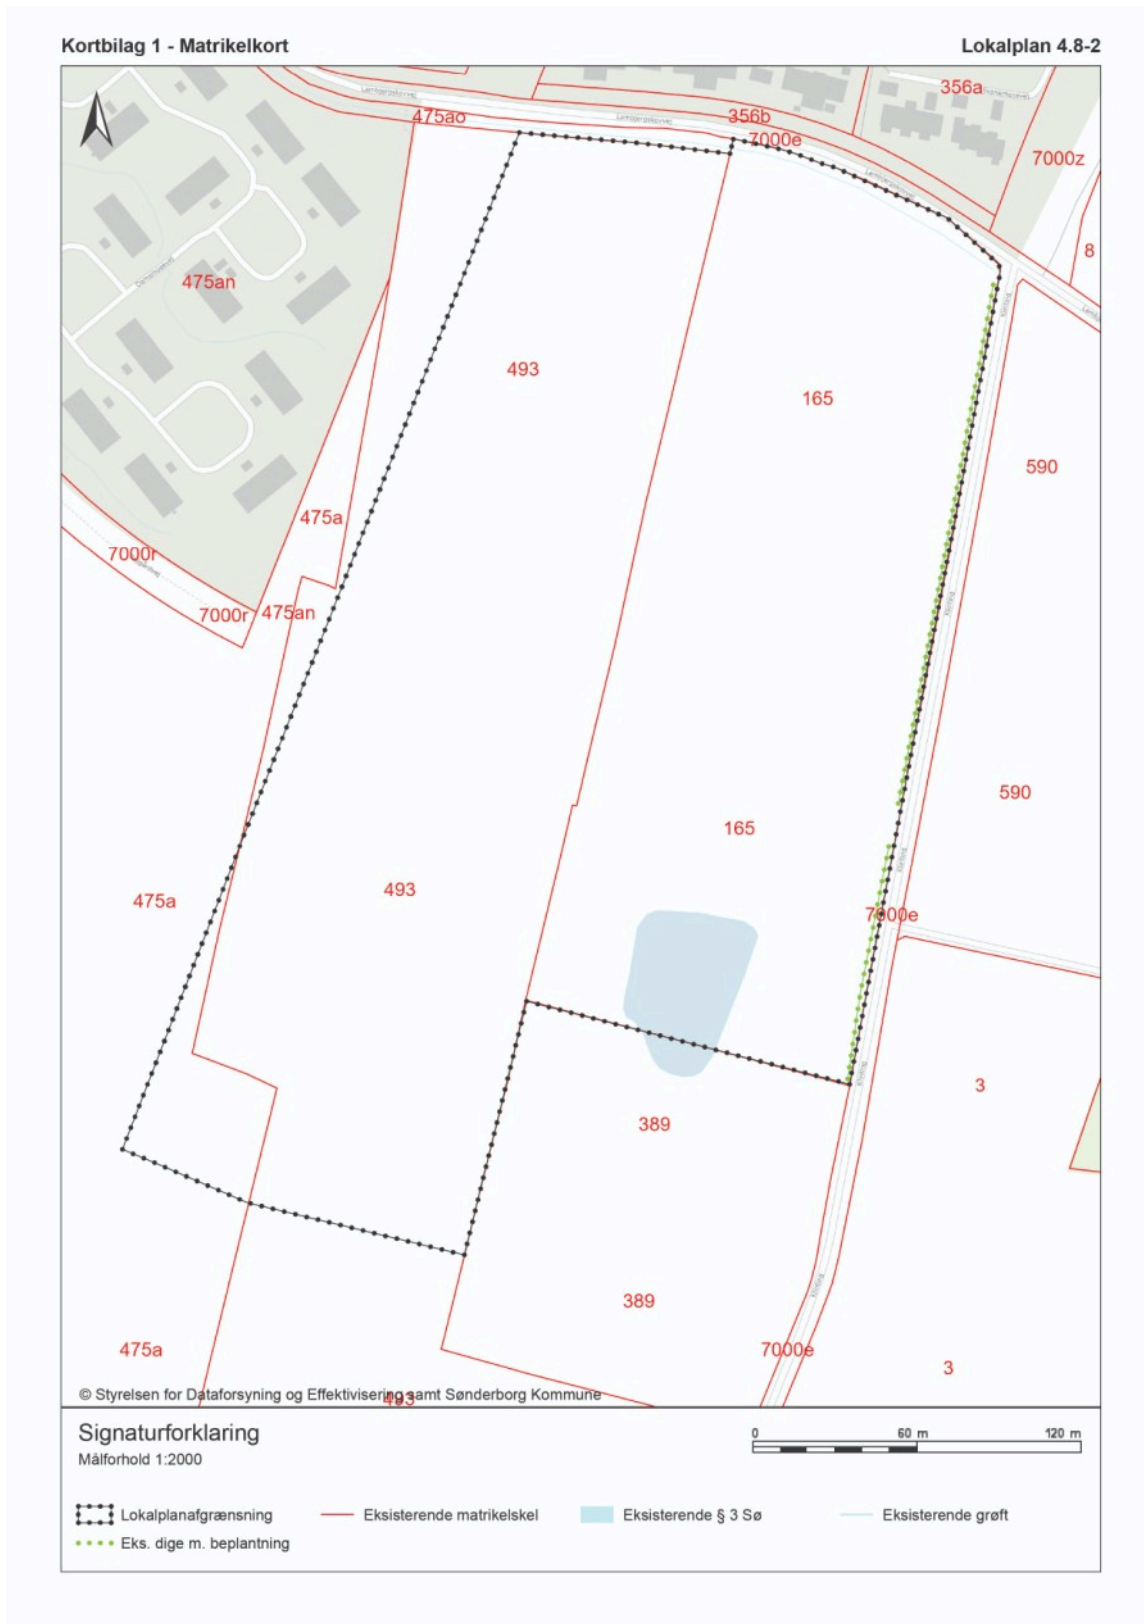 Kortbilag 1 - Matrikelkort
Lokalplan 4.8-2
356a
475ao
356b
7000e
7000z
8
475an
493
165
590
475a
7000r
7000r
475an
590
165
493
475a
7000e
3
389
389
475a
7000e
3
© Styrelsen for Dataforsyning og Effektivisering samt Sønderborg Kommune
493
Signaturforklaring
Målforhold 1:2000
0 60 m 120 m
Lokalplanafgrænsning
Eksisterende matrikelskel
Eksisterende § 3 Sø
Eksisterende grøft
Eks. dige m. beplantning